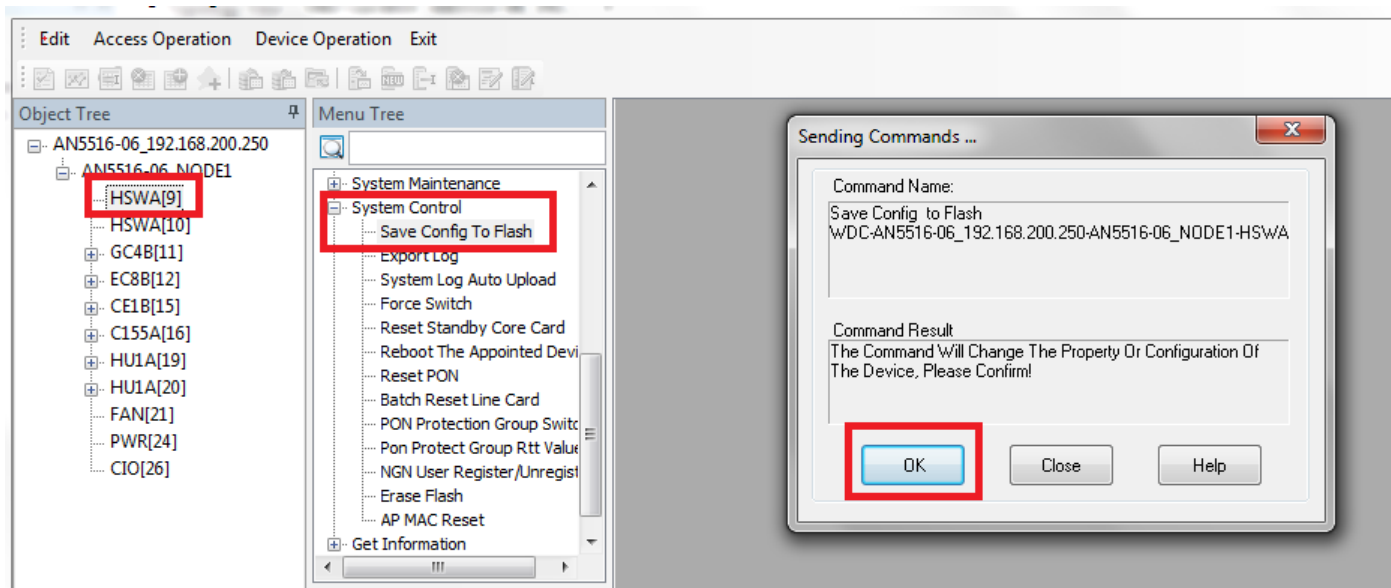 Edit Access Operation Device Operation Exit
Object Tree
AN5516-06_192.168.200.250
AN5516-06_NODE1
HSWA[9]
HSWA[10]
GC4B[11]
EC8B[12]
CE1B[15]
C155A[16]
HU1A[19]
HU1A[20]
FAN[21]
PWR[24]
CIO[26]
Menu Tree
System Maintenance
System Control
Save Config To Flash
Export Log
System Log Auto Upload
Force Switch
Reset Standby Core Card
Reboot The Appointed Devi
Reset PON
Batch Reset Line Card
PON Protection Group Switc
Pon Protect Group Rtt Value
NGN User Register/Unregist
Erase Flash
AP MAC Reset
Get Information
Sending Commands ...
Command Name:
Save Config to Flash
WDC-AN5516-06_192.168.200.250-AN5516-06_NODE1-HSWA
Command Result
The Command Will Change The Property Or Configuration Of
The Device, Please Confirm!
OK Close Help